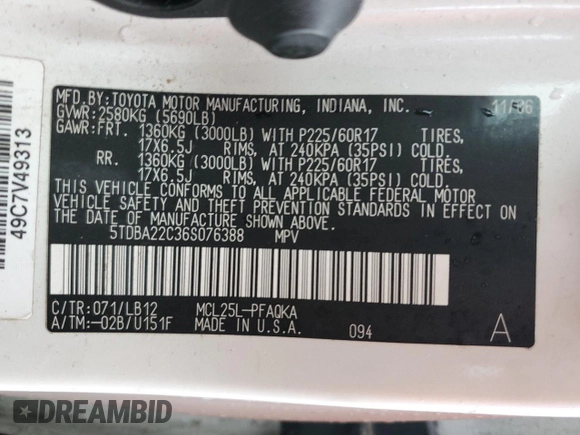 MFD.BY:TOYOTA MOTOR MANUFACTURING, INDIANA, INC. 11/06
GVWR:2580KG (5690LB)
GAWR:FRT. 1360KG (3000LB) WITH P225/60R17 TIRES,
17X6.5J RIMS, AT 240KPA (35PSI) COLD.
RR. 1360KG (3000LB) WITH P225/60R17 TIRES,
17X6.5J RIMS, AT 240KPA (35PSI) COLD.
THIS VEHICLE CONFORMS TO ALL APPLICABLE FEDERAL MOTOR
VEHICLE SAFETY AND THEFT PREVENTION STANDARDS IN EFFECT ON
THE DATE OF MANUFACTURE SHOWN ABOVE.
5TDBA22C36S076388 MPV
C/TR:071/LB12 MCL25L-PFAQKA
A/TM:-02B/U151F MADE IN U.S.A. 094 A
49C7V49313
DREAMBID